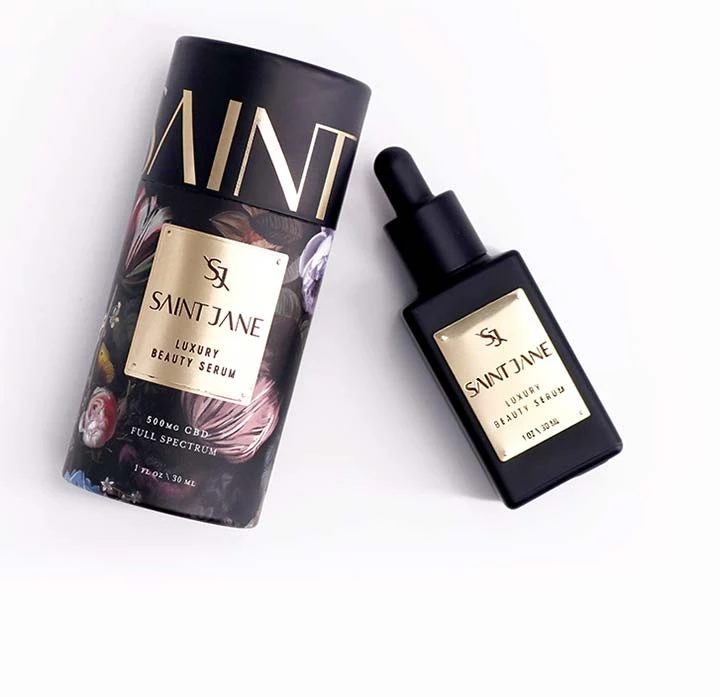 SAINT
SJ
SAINT JANE
LUXURY
BEAUTY SERUM
500MG CBD
FULL SPECTRUM
1 FL OZ \ 30 ML
SJ
SAINT JANE
LUXURY
BEAUTY SERUM
1 OZ \ 30 ML